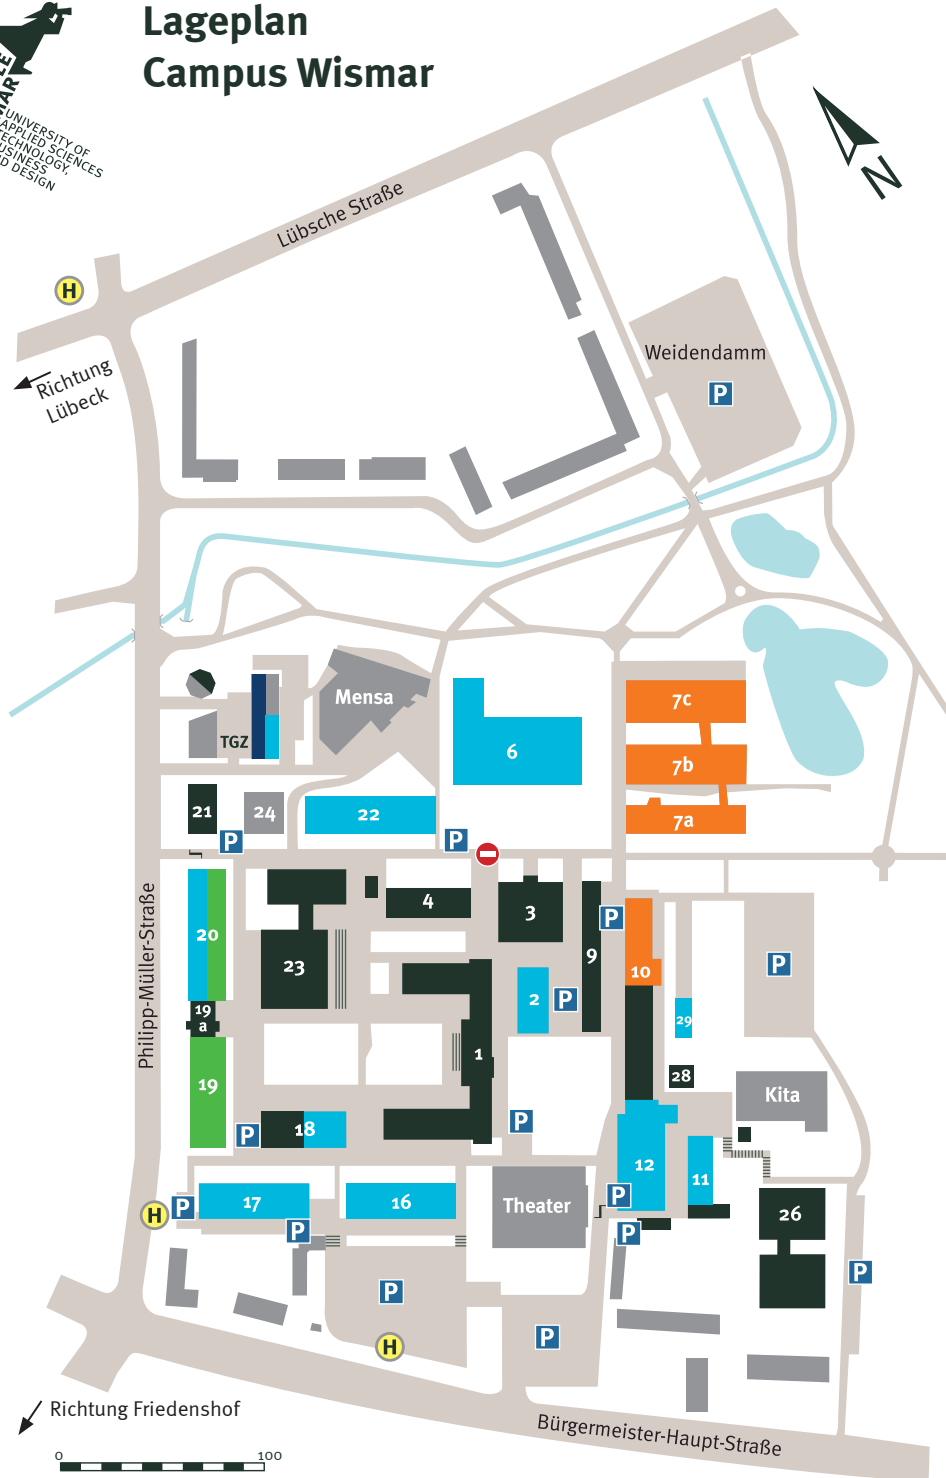 Lageplan
Campus Wismar
UNIVERSITY OF
APPLIED SCIENCES
TECHNOLOGY,
BUSINESS
DESIGN
N
Lübsche Straße
H
Richtung
Lübeck
Weidendamm
P
Mensa
TGZ
6
7c
7b
7a
21
24
22
P
P
20
23
4
3
9
P
10
P
2
P
19
a
29
1
28
Kita
19
P
18
P
12
11
17
16
Theater
P
26
H
P
P
P
P
P
H
P
Richtung Friedenshof
Bürgermeister-Haupt-Straße
Philipp-Müller-Straße
0
100